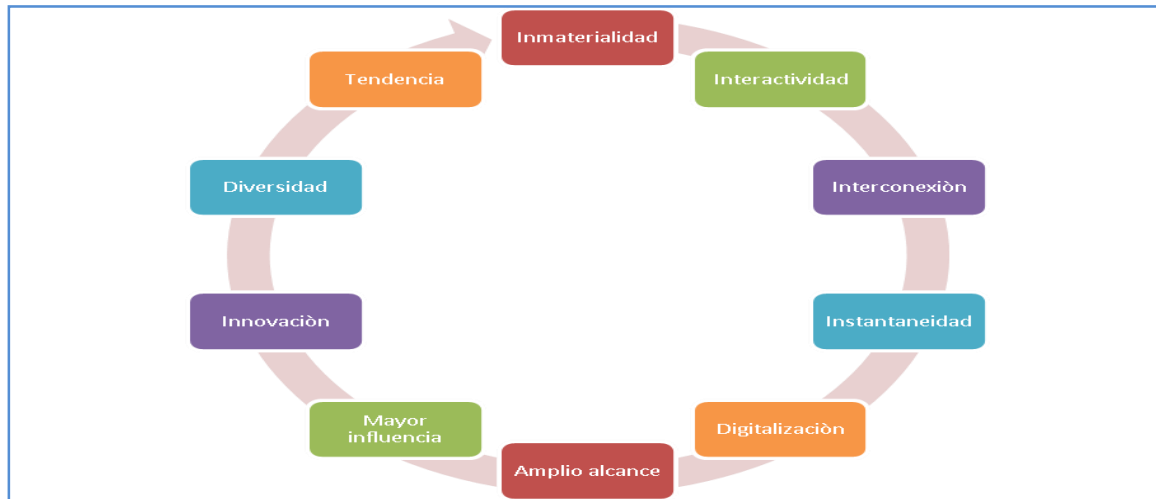 Inmaterialidad
Interactividad
Interconexiòn
Instantaneidad
Digitalizaciòn
Amplio alcance
Mayor
influencia
Innovaciòn
Diversidad
Tendencia